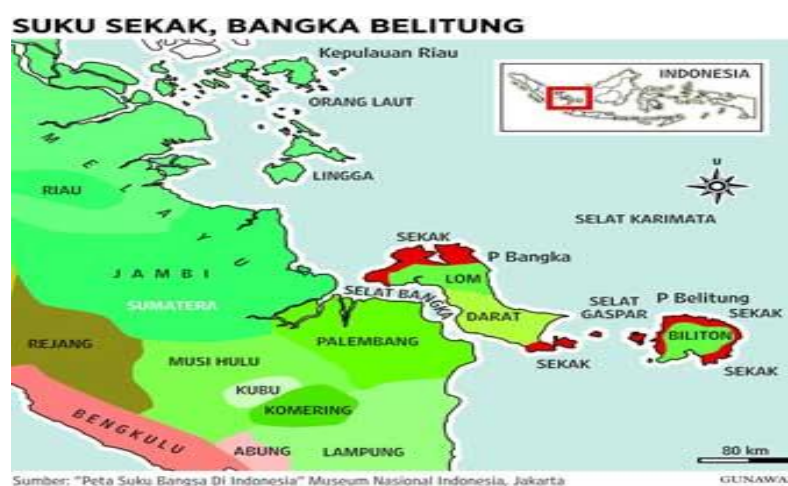 SUKU SEKAK, BANGKA BELITUNG
Kepulauan Riau
INDONESIA
ORANG LAUT
MELAYU
LINGGA
RIAU
U
SELAT KARIMATA
SEKAK
P Bangka
JAMBI
LOM
SELAT BANGKA
SUMATERA
SELAT
GASPAR
P Belitung
SEKAK
DARAT
REJANG
PALEMBANG
BILITON
MUSI HULU
SEKAK
SEKAK
KUBU
KOMERING
BENGKULU
ABUNG
LAMPUNG
80 km
Sumber: "Peta Suku Bangsa Di Indonesia" Museum Nasional Indonesia, Jakarta
GUNAWA